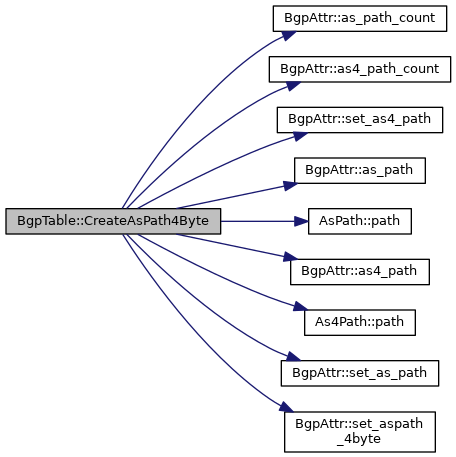 BgpAttr::as_path_count
BgpAttr::as4_path_count
BgpAttr::set_as4_path
BgpAttr::as_path
BgpTable::CreateAsPath4Byte
AsPath::path
BgpAttr::as4_path
As4Path::path
BgpAttr::set_as_path
BgpAttr::set_aspath
_4byte